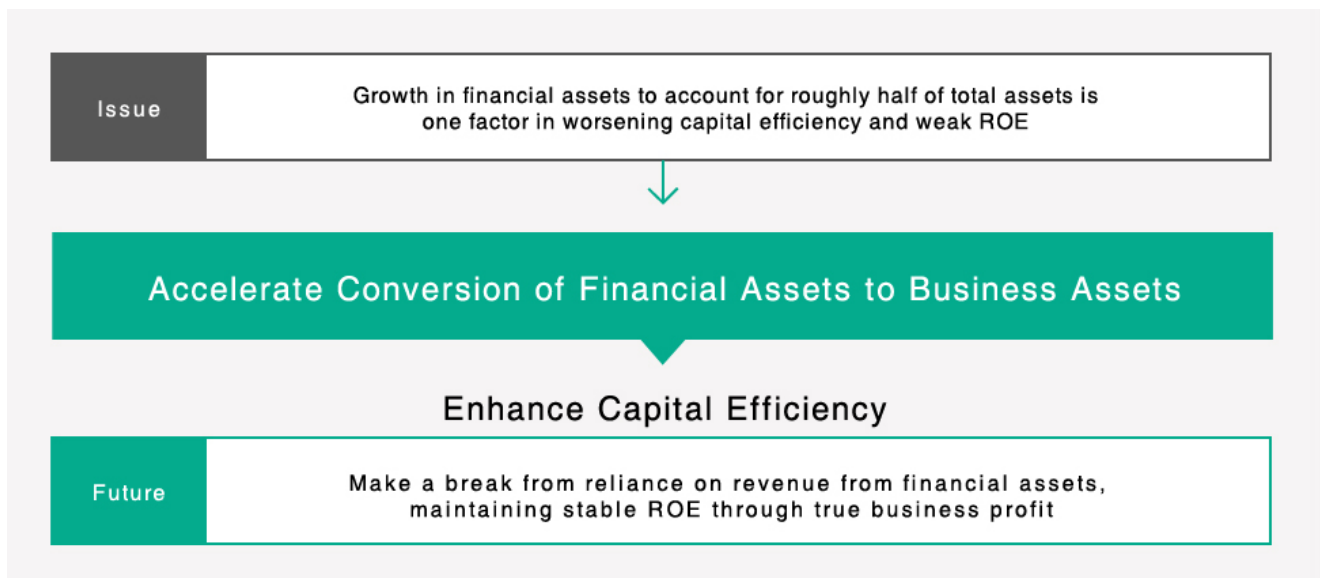 Issue
Growth in financial assets to account for roughly half of total assets is
one factor in worsening capital efficiency and weak ROE
Accelerate Conversion of Financial Assets to Business Assets
Enhance Capital Efficiency
Future
Make a break from reliance on revenue from financial assets,
maintaining stable ROE through true business profit